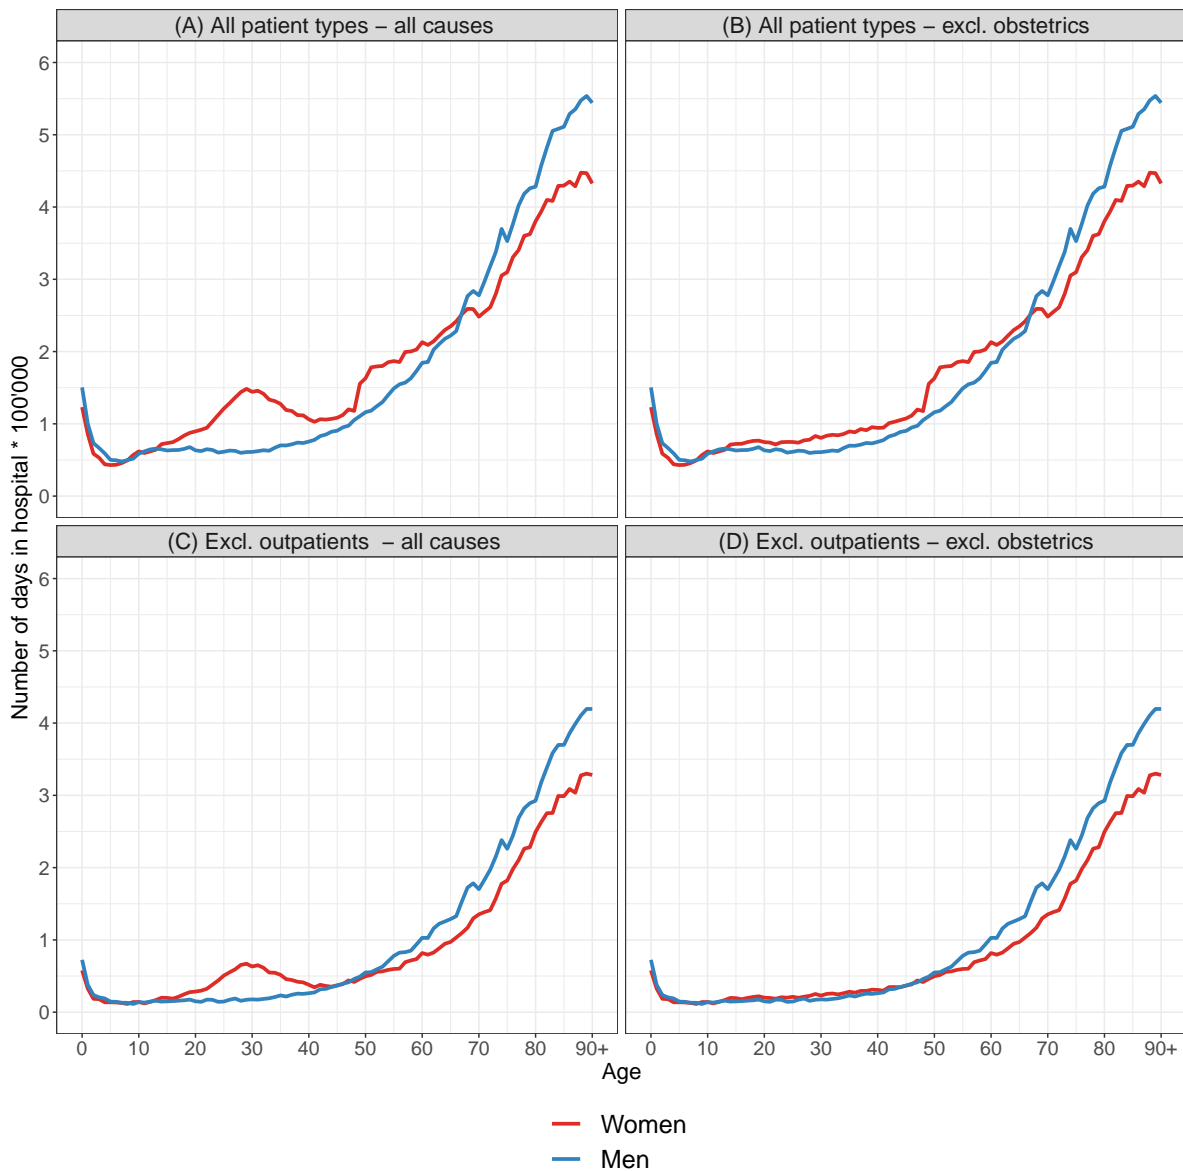 (A) All patient types − all causes
(B) All patient types − excl. obstetrics
6
5
4
3
2
1
0
(C) Excl. outpatients − all causes
(D) Excl. outpatients − excl. obstetrics
6
5
4
3
2
1
0
Number of days in hospital * 100'000
0 10 20 30 40 50 60 70 80 90+
0 10 20 30 40 50 60 70 80 90+
Age
Women
Men